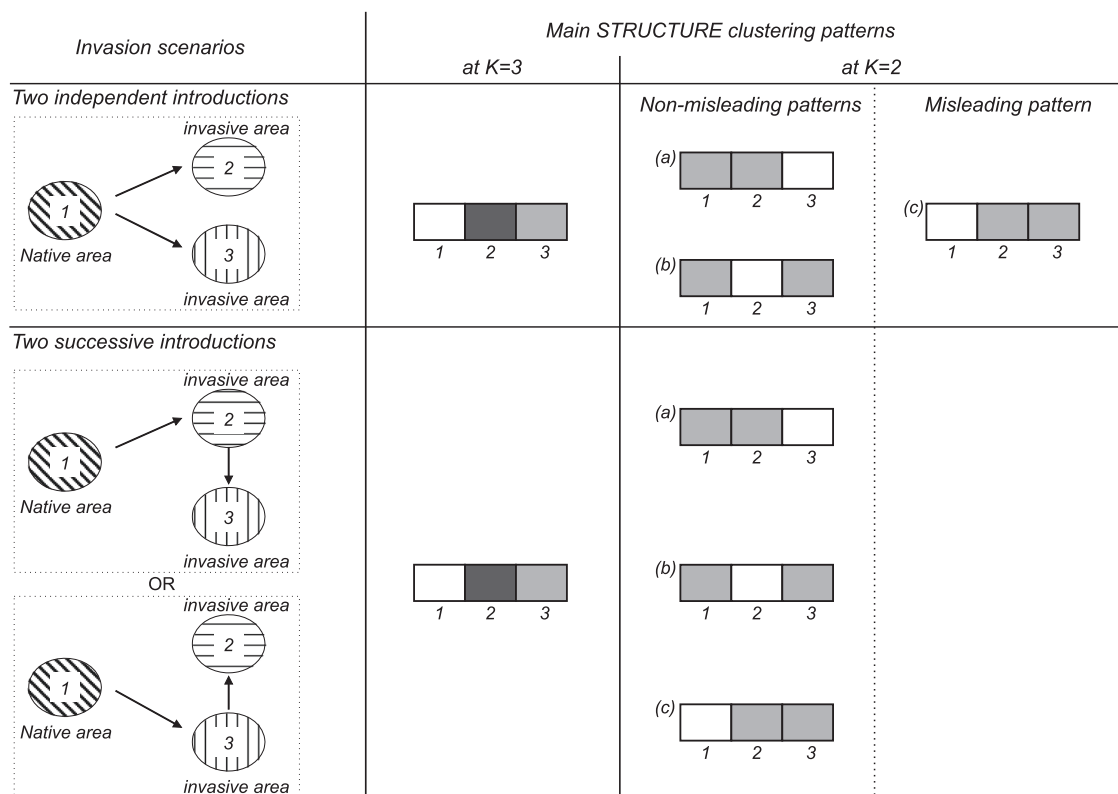 Invasion scenarios
Main STRUCTURE clustering patterns
at K=3
at K=2
Two independent introductions
Non-misleading patterns
Misleading pattern
invasive area
2
1
Native area
3
invasive area
1 2 3
(a)
1 2 3
(b)
1 2 3
(c)
1 2 3
Two successive introductions
invasive area
2
1
Native area
3
invasive area
OR
invasive area
2
1
Native area
3
invasive area
1 2 3
(a)
1 2 3
(b)
1 2 3
(c)
1 2 3